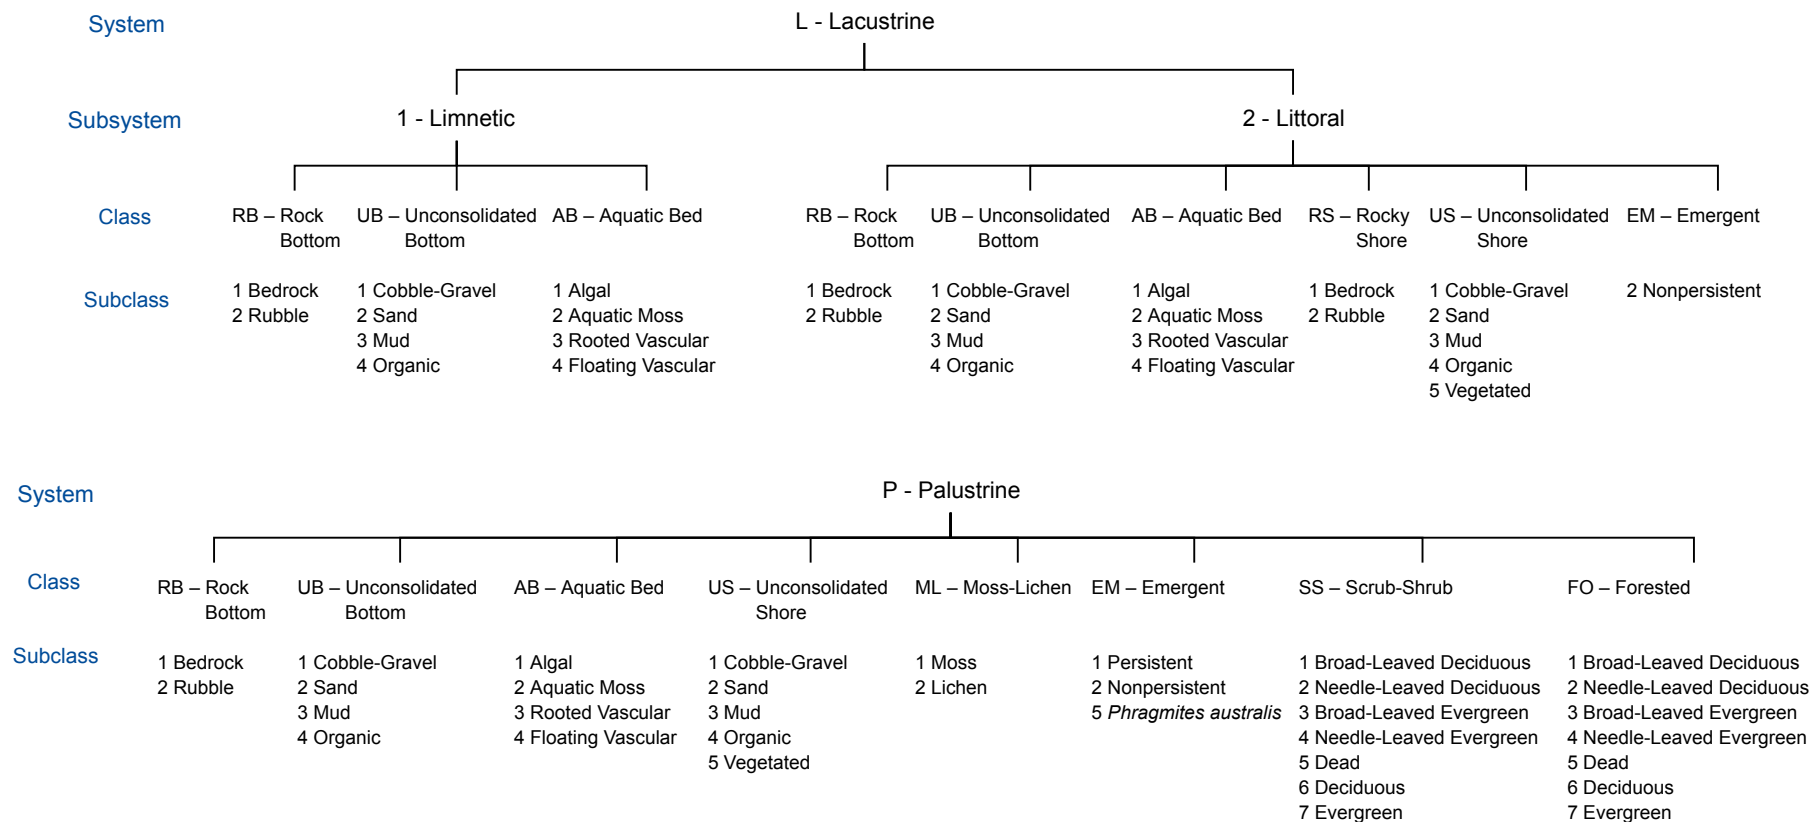 System
L - Lacustrine
Subsystem
1 - Limnetic
2 - Littoral
Class
RB – Rock
Bottom
UB – Unconsolidated
Bottom
AB – Aquatic Bed
RB – Rock
Bottom
UB – Unconsolidated
Bottom
AB – Aquatic Bed
RS – Rocky
Shore
US – Unconsolidated
Shore
EM – Emergent
Subclass
1 Bedrock
2 Rubble
1 Cobble-Gravel
2 Sand
3 Mud
4 Organic
1 Algal
2 Aquatic Moss
3 Rooted Vascular
4 Floating Vascular
1 Bedrock
2 Rubble
1 Cobble-Gravel
2 Sand
3 Mud
4 Organic
1 Algal
2 Aquatic Moss
3 Rooted Vascular
4 Floating Vascular
1 Bedrock
2 Rubble
1 Cobble-Gravel
2 Sand
3 Mud
4 Organic
5 Vegetated
2 Nonpersistent
System
P - Palustrine
Class
RB – Rock
Bottom
UB – Unconsolidated
Bottom
AB – Aquatic Bed
US – Unconsolidated
Shore
ML – Moss-Lichen
EM – Emergent
SS – Scrub-Shrub
FO – Forested
Subclass
1 Bedrock
2 Rubble
1 Cobble-Gravel
2 Sand
3 Mud
4 Organic
1 Algal
2 Aquatic Moss
3 Rooted Vascular
4 Floating Vascular
1 Cobble-Gravel
2 Sand
3 Mud
4 Organic
5 Vegetated
1 Moss
2 Lichen
1 Persistent
2 Nonpersistent
5 Phragmites australis
1 Broad-Leaved Deciduous
2 Needle-Leaved Deciduous
3 Broad-Leaved Evergreen
4 Needle-Leaved Evergreen
5 Dead
6 Deciduous
7 Evergreen
1 Broad-Leaved Deciduous
2 Needle-Leaved Deciduous
3 Broad-Leaved Evergreen
4 Needle-Leaved Evergreen
5 Dead
6 Deciduous
7 Evergreen